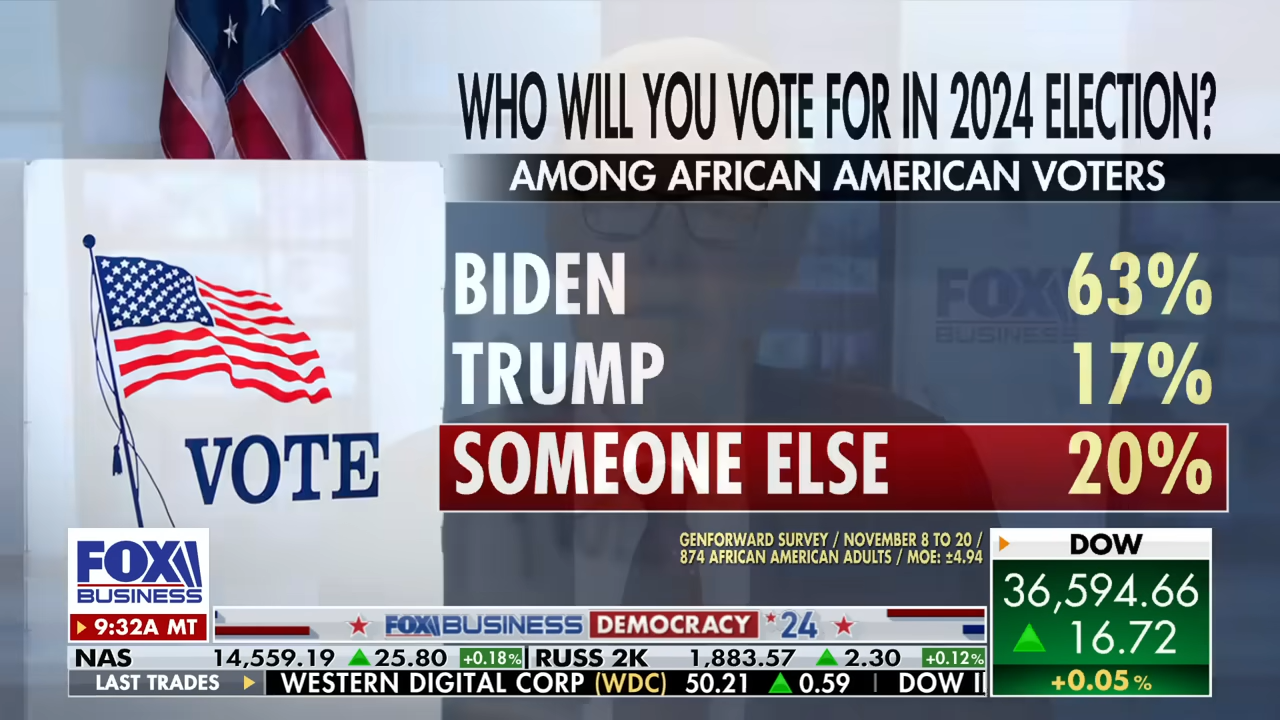 WHO WILL YOU VOTE FOR IN 2024 ELECTION?
AMONG AFRICAN AMERICAN VOTERS
BIDEN 63%
TRUMP 17%
SOMEONE ELSE 20%
FOX BUSINESS
VOTE
GENFORWARD SURVEY / NOVEMBER 8 TO 20 /
874 AFRICAN AMERICAN ADULTS / MOE: ±4.94
DOW
36,594.66
▲ 16.72
+0.05%
FOX
BUSINESS
9:32A MT
FOX BUSINESS DEMOCRACY '24
NAS 14,559.19 ▲ 25.80 +0.18% RUSS 2K 1,883.57 ▲ 2.30 +0.12%
LAST TRADES WESTERN DIGITAL CORP (WDC) 50.21 ▲ 0.59 | DOW